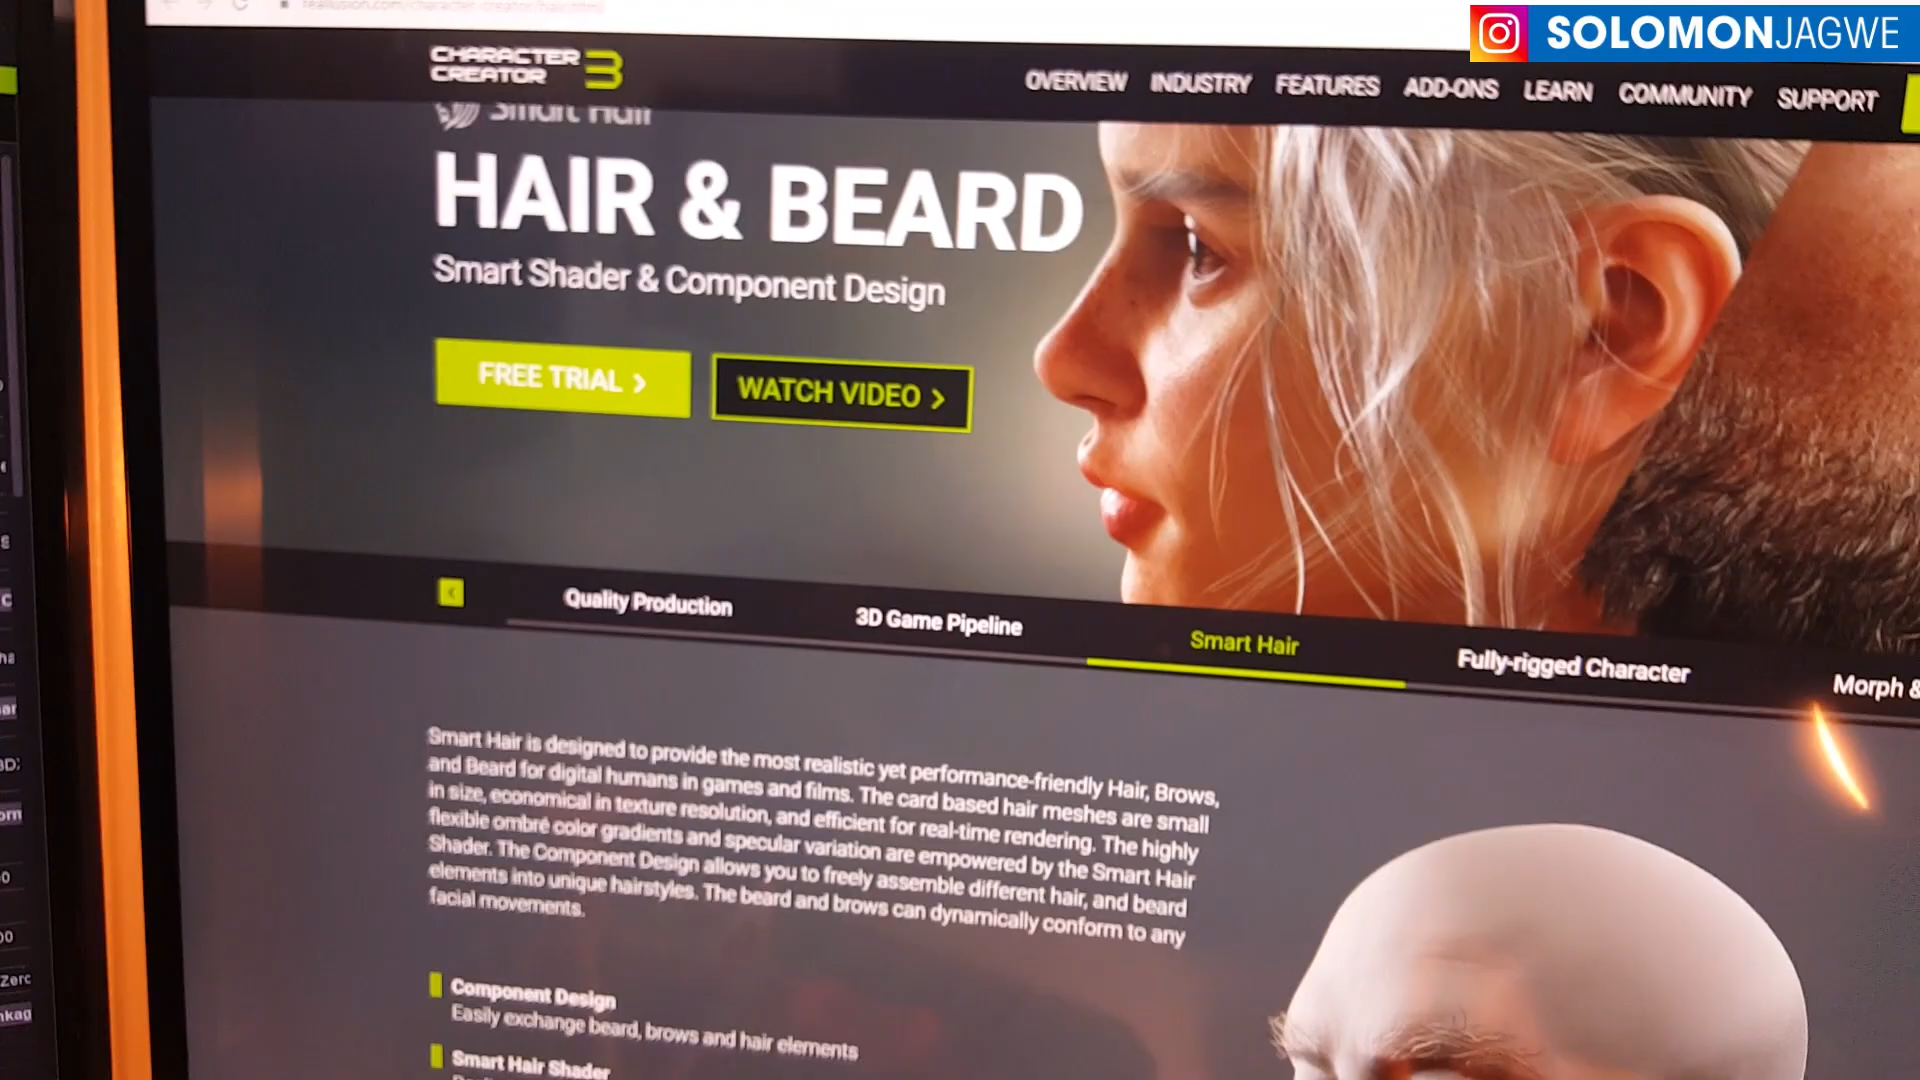 SOLOMONJAGWE
CHARACTER
CREATOR 3
OVERVIEW INDUSTRY FEATURES ADD-ONS LEARN COMMUNITY SUPPORT
Smart Hair
HAIR & BEARD
Smart Shader & Component Design
FREE TRIAL >
WATCH VIDEO >
Quality Production 3D Game Pipeline Smart Hair Fully-rigged Character Morph &
Smart Hair is designed to provide the most realistic yet performance-friendly Hair, Brows,
and Beard for digital humans in games and films. The card based hair meshes are small
in size, economical in texture resolution, and efficient for real-time rendering. The highly
flexible ombré color gradients and specular variation are empowered by the Smart Hair
Shader. The Component Design allows you to freely assemble different hair, and beard
elements into unique hairstyles. The beard and brows can dynamically conform to any
facial movements.
Component Design
Easily exchange beard, brows and hair elements
Smart Hair Shader